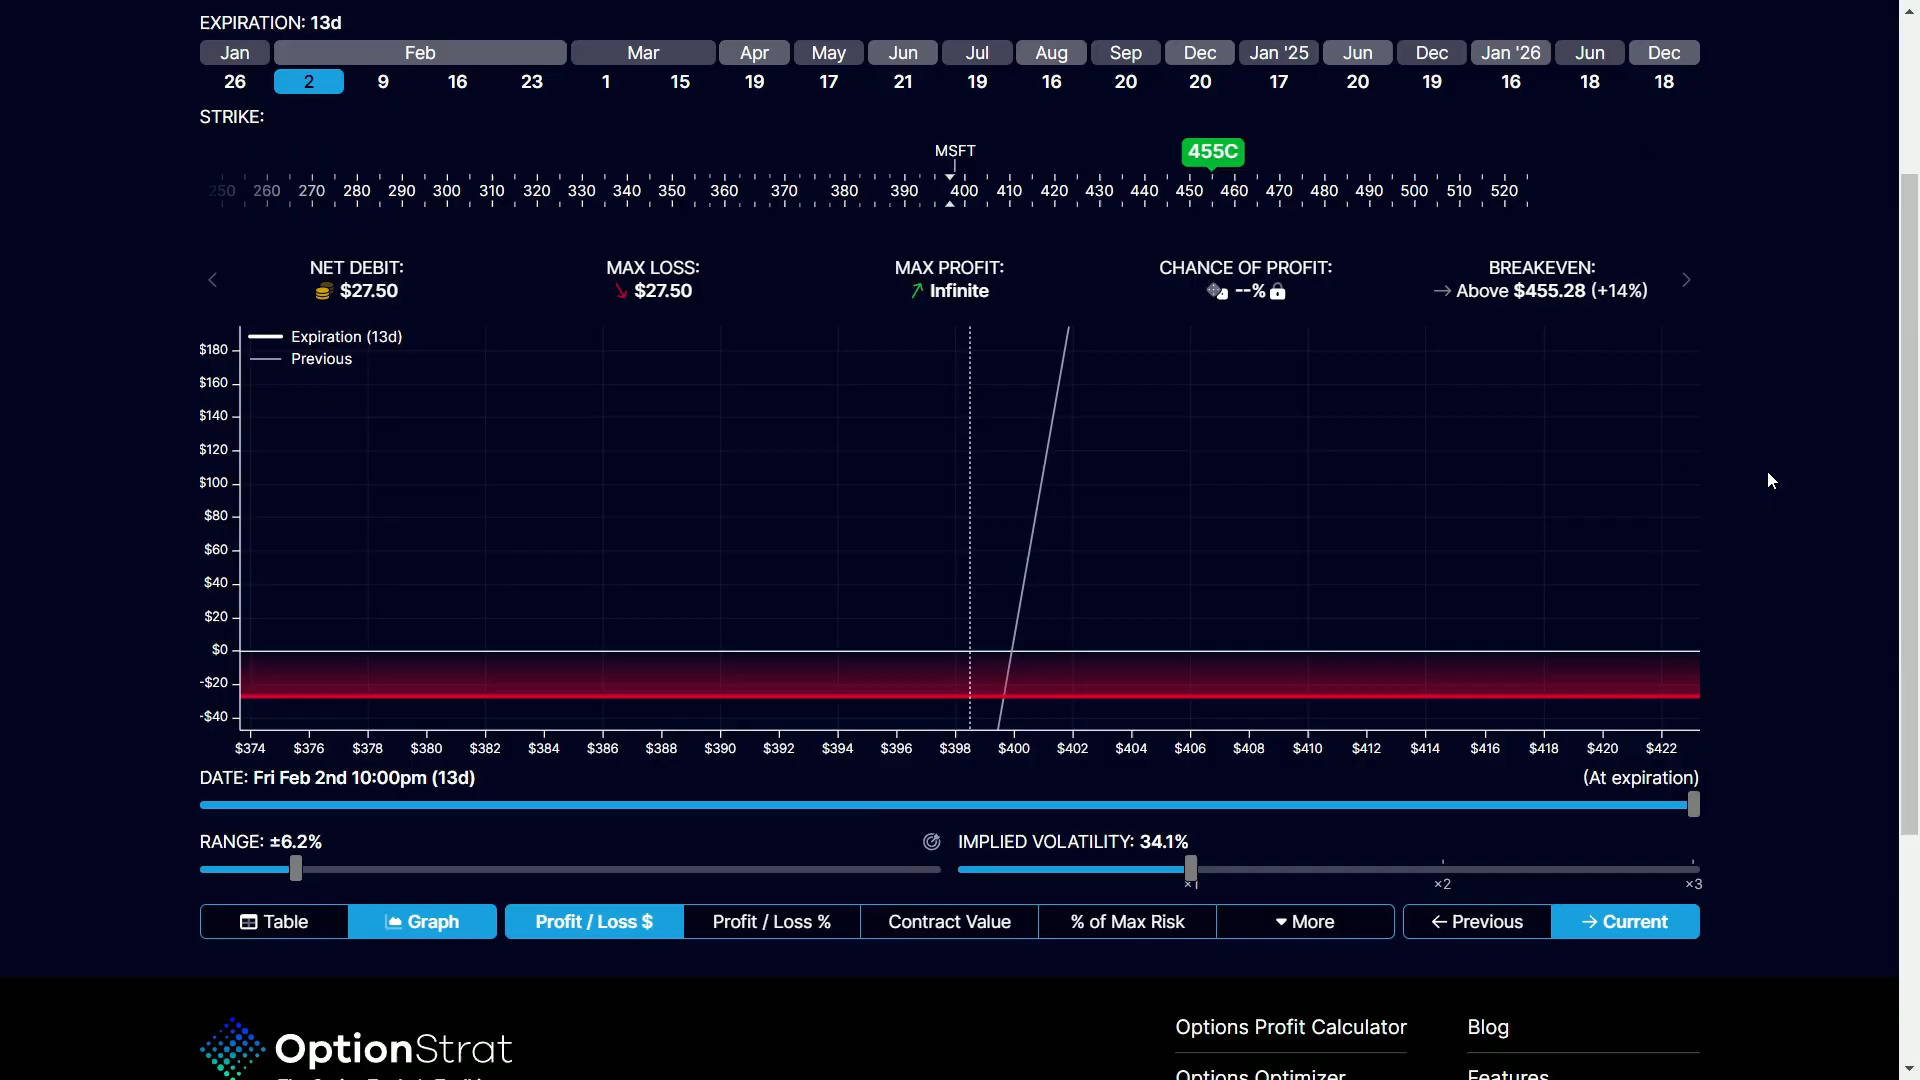 EXPIRATION: 13d
Jan Feb Mar Apr May Jun Jul Aug Sep Dec Jan '25 Jun Dec Jan '26 Jun Dec
26 2 9 16 23 1 15 19 17 21 19 16 20 20 17 20 19 16 18 18
STRIKE:
MSFT
455C
250 260 270 280 290 300 310 320 330 340 350 360 370 380 390 400 410 420 430 440 450 460 470 480 490 500 510 520
NET DEBIT: MAX LOSS: MAX PROFIT: CHANCE OF PROFIT: BREAKEVEN:
$27.50 $27.50 Infinite --% Above $455.28 (+14%)
Expiration (13d)
Previous
$180
$160
$140
$120
$100
$80
$60
$40
$20
$0
-$20
-$40
$374 $376 $378 $380 $382 $384 $386 $388 $390 $392 $394 $396 $398 $400 $402 $404 $406 $408 $410 $412 $414 $416 $418 $420 $422
DATE: Fri Feb 2nd 10:00pm (13d) (At expiration)
RANGE: ±6.2% IMPLIED VOLATILITY: 34.1%
×1 ×2 ×3
Table Graph Profit / Loss $ Profit / Loss % Contract Value % of Max Risk More Previous Current
OptionStrat
Options Profit Calculator Blog
Options Optimizer Features